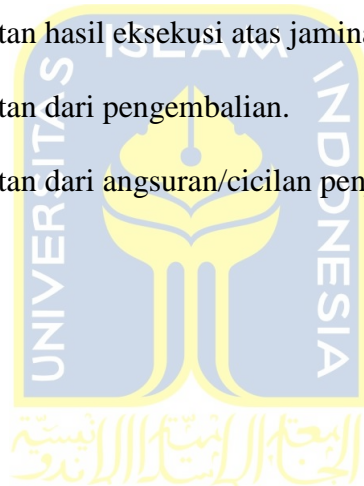 tan hasil eksekusi atas jamina
tan dari pengembalian.
tan dari angsuran/cicilan pen
UNIVERSITAS ISLAM INDONESIA